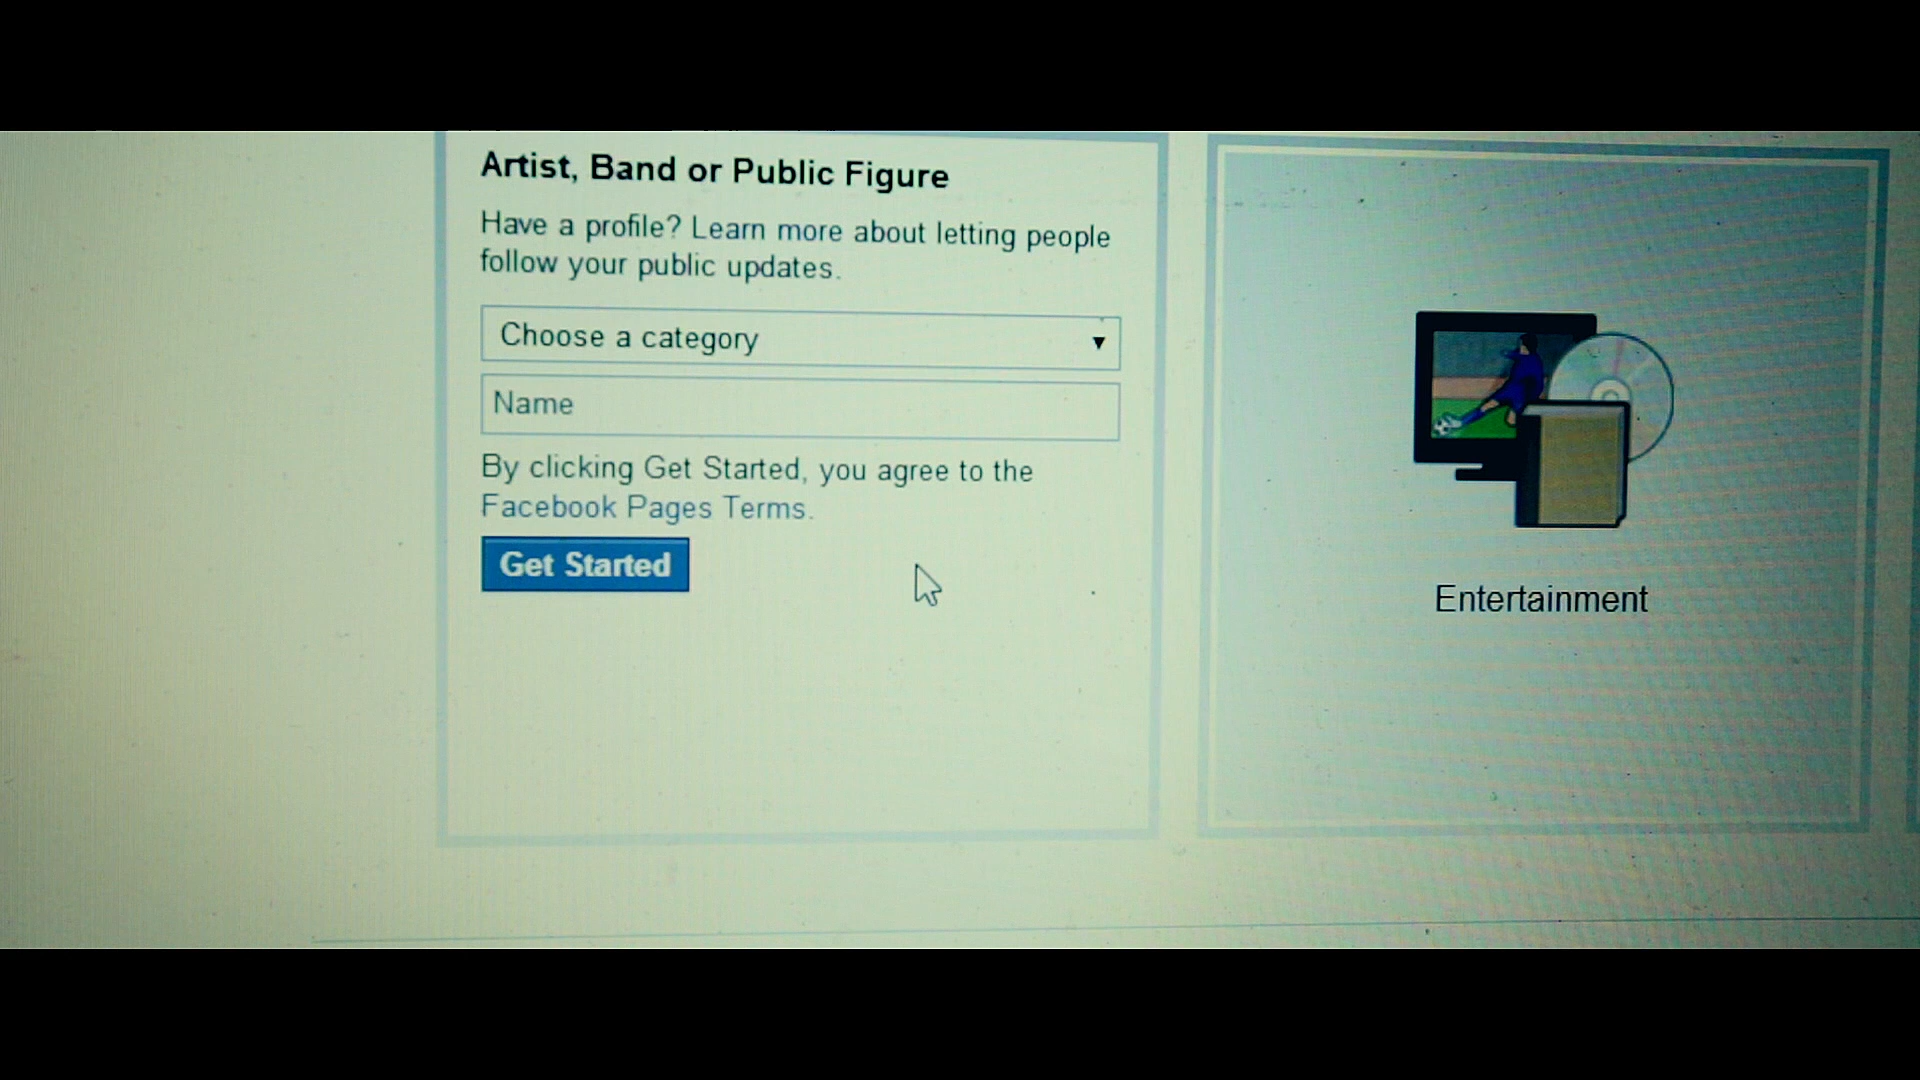 Artist, Band or Public Figure
Have a profile? Learn more about letting people
follow your public updates.
Choose a category
Name
By clicking Get Started, you agree to the
Facebook Pages Terms.
Get Started
Entertainment